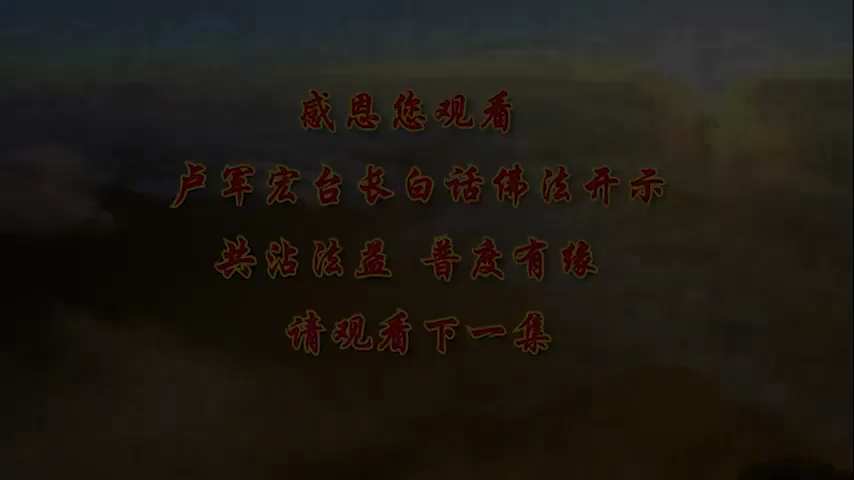 感恩您观看
卢军宏台长白话佛法开示
共沾法益 普度有缘
请观看下一集